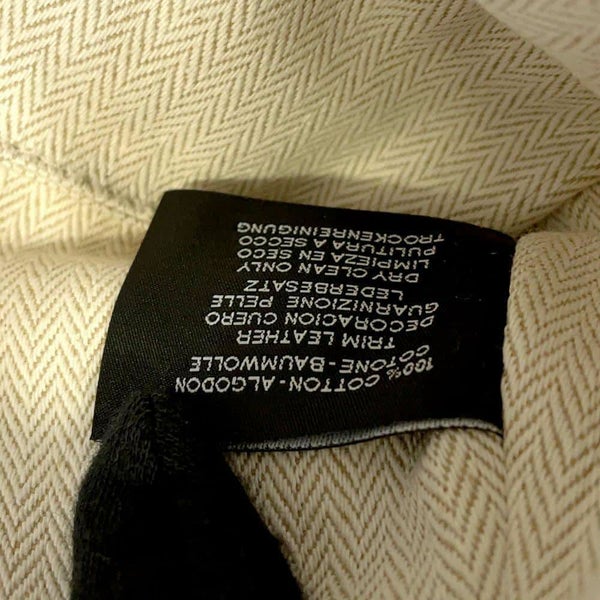 100% COTTON-ALGODON
COTONE-BAUMWOLLE
TRIM LEATHER
DECORACION CUERO
GUARNIZIONE PELLE
LEDERBESATZ
DRY CLEAN ONLY
LIMPIEZA EN SECO
PULITURA A SECCO
TROCKENREINIGUNG